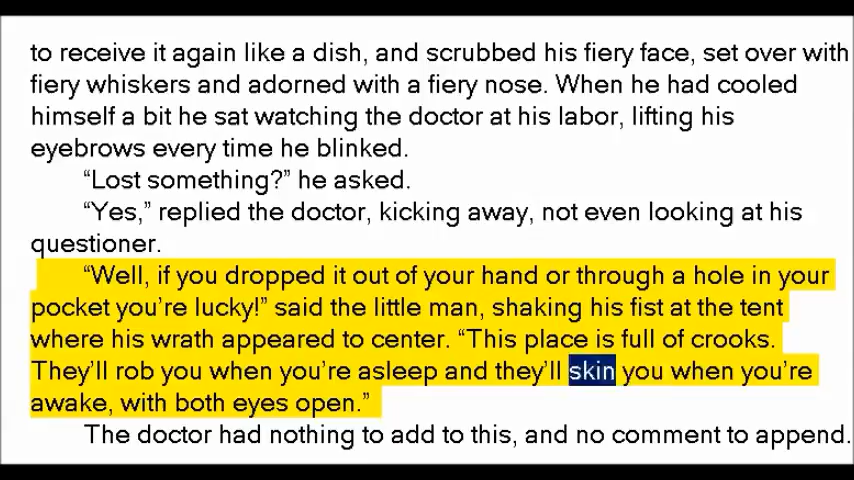 to receive it again like a dish, and scrubbed his fiery face, set over with
fiery whiskers and adorned with a fiery nose. When he had cooled
himself a bit he sat watching the doctor at his labor, lifting his
eyebrows every time he blinked.
“Lost something?” he asked.
“Yes,” replied the doctor, kicking away, not even looking at his
questioner.
“Well, if you dropped it out of your hand or through a hole in your
pocket you’re lucky!” said the little man, shaking his fist at the tent
where his wrath appeared to center. “This place is full of crooks.
They’ll rob you when you’re asleep and they’ll skin you when you’re
awake, with both eyes open.”
The doctor had nothing to add to this, and no comment to append.